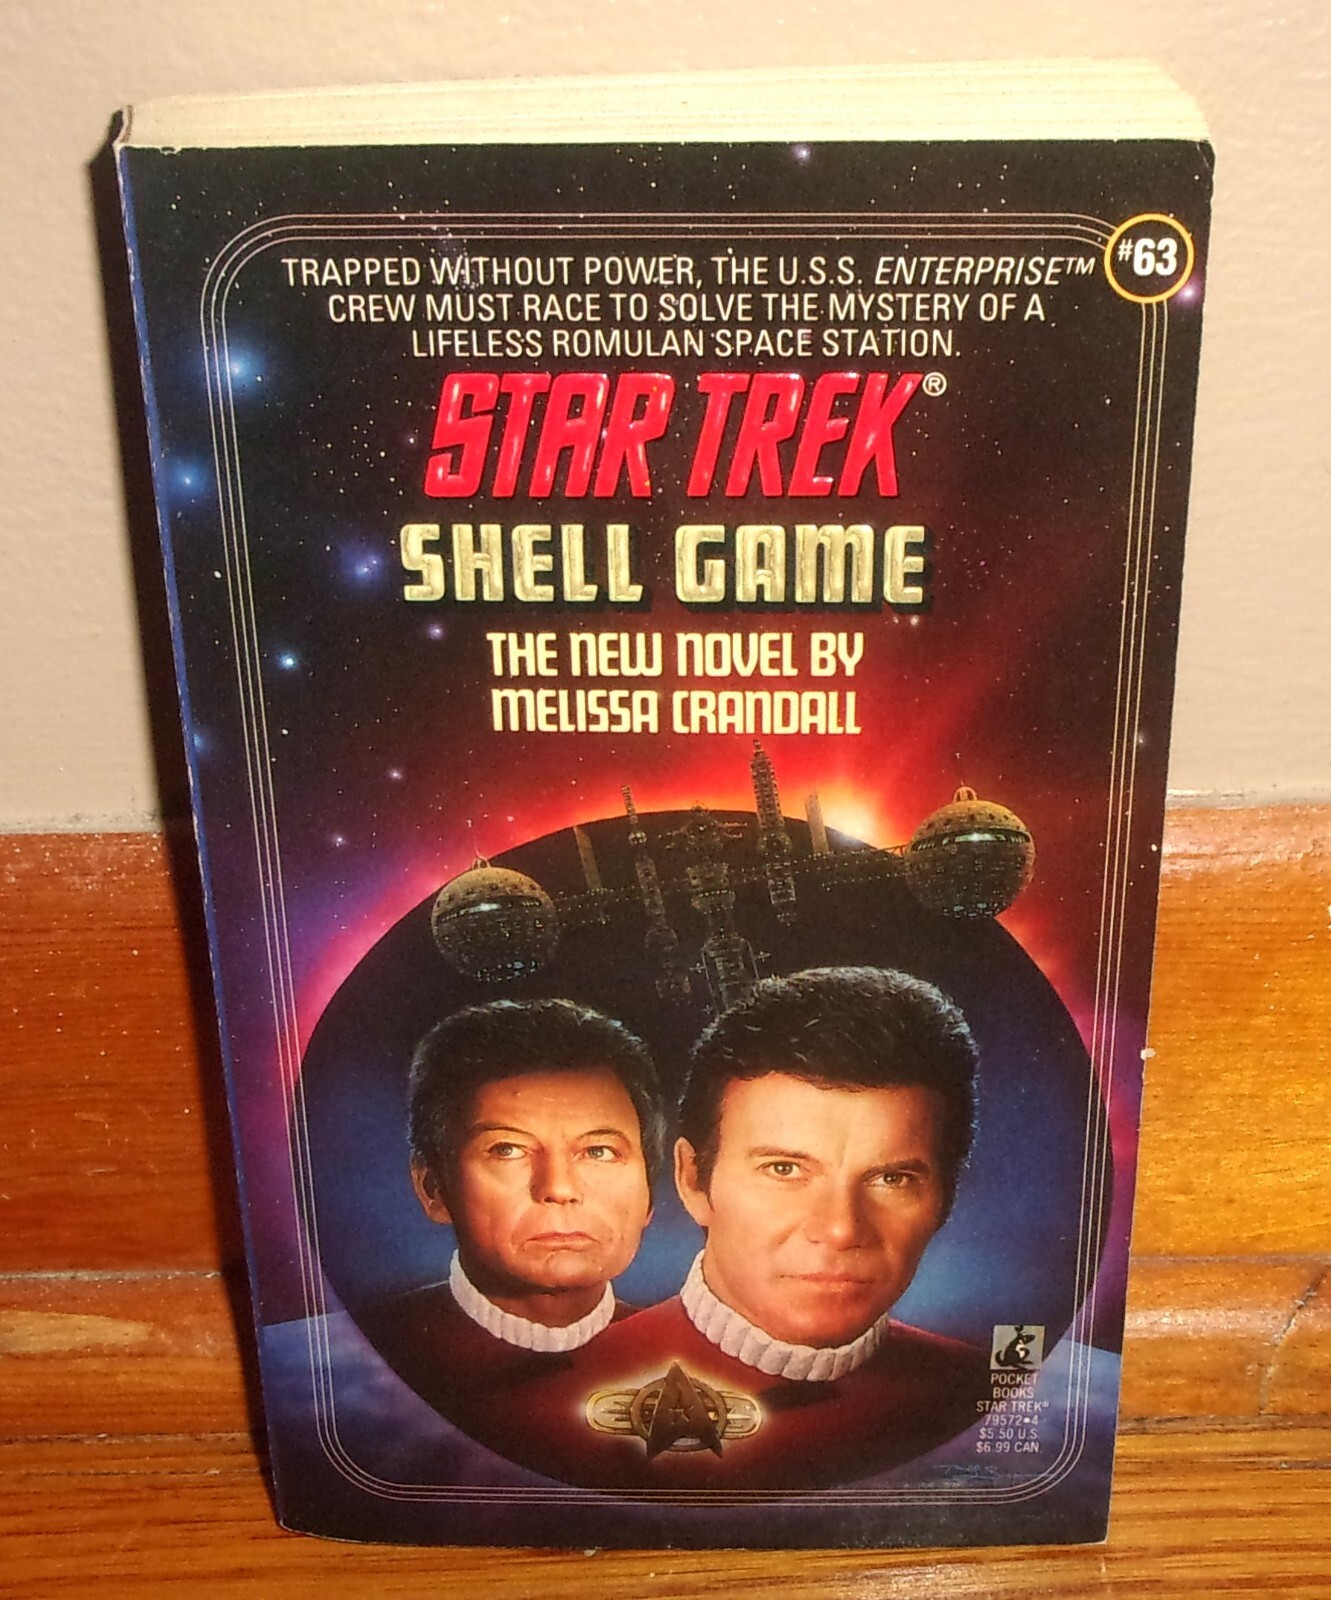 #63
TRAPPED WITHOUT POWER, THE U.S.S. ENTERPRISE™
CREW MUST RACE TO SOLVE THE MYSTERY OF A
LIFELESS ROMULAN SPACE STATION.
STAR TREK®
SHELL GAME
THE NEW NOVEL BY
MELISSA CRANDALL
POCKET
BOOKS
STAR TREK®
79572•4
$5.50 U.S.
$6.99 CAN.